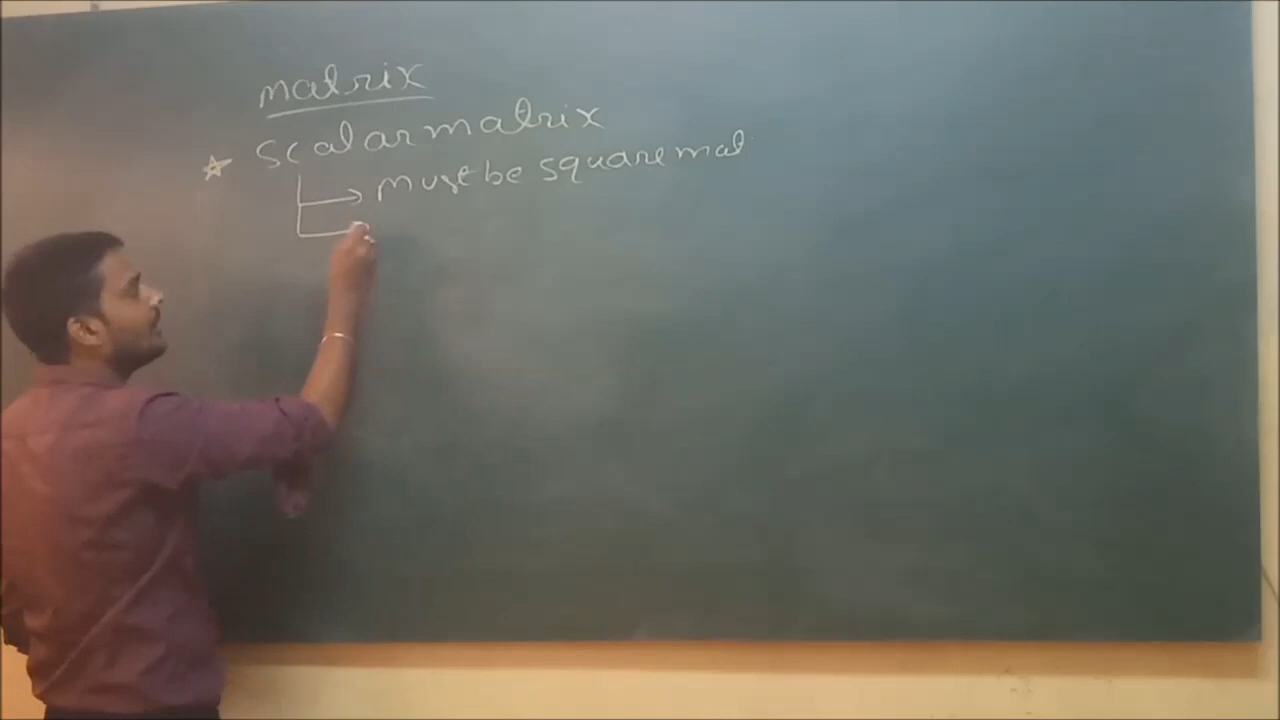 matrix
☆ scalar matrix
→ must be square mat